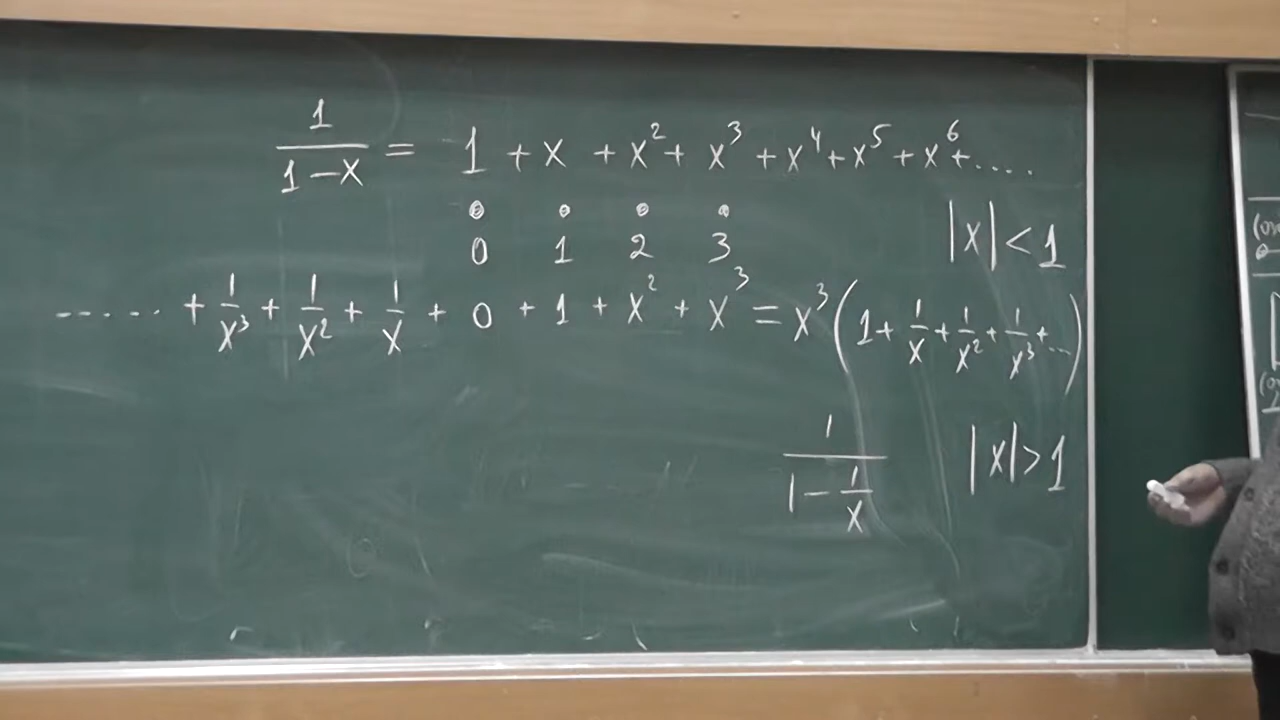 1/(1-x) = 1 + x + x² + x³ + x⁴ + x⁵ + x⁶ + ....
0 1 2 3
|x| < 1
...... + 1/x³ + 1/x² + 1/x + 0 + 1 + x² + x³ = x³(1 + 1/x + 1/x² + 1/x³ + ...)
1/(1 - 1/x) |x| > 1